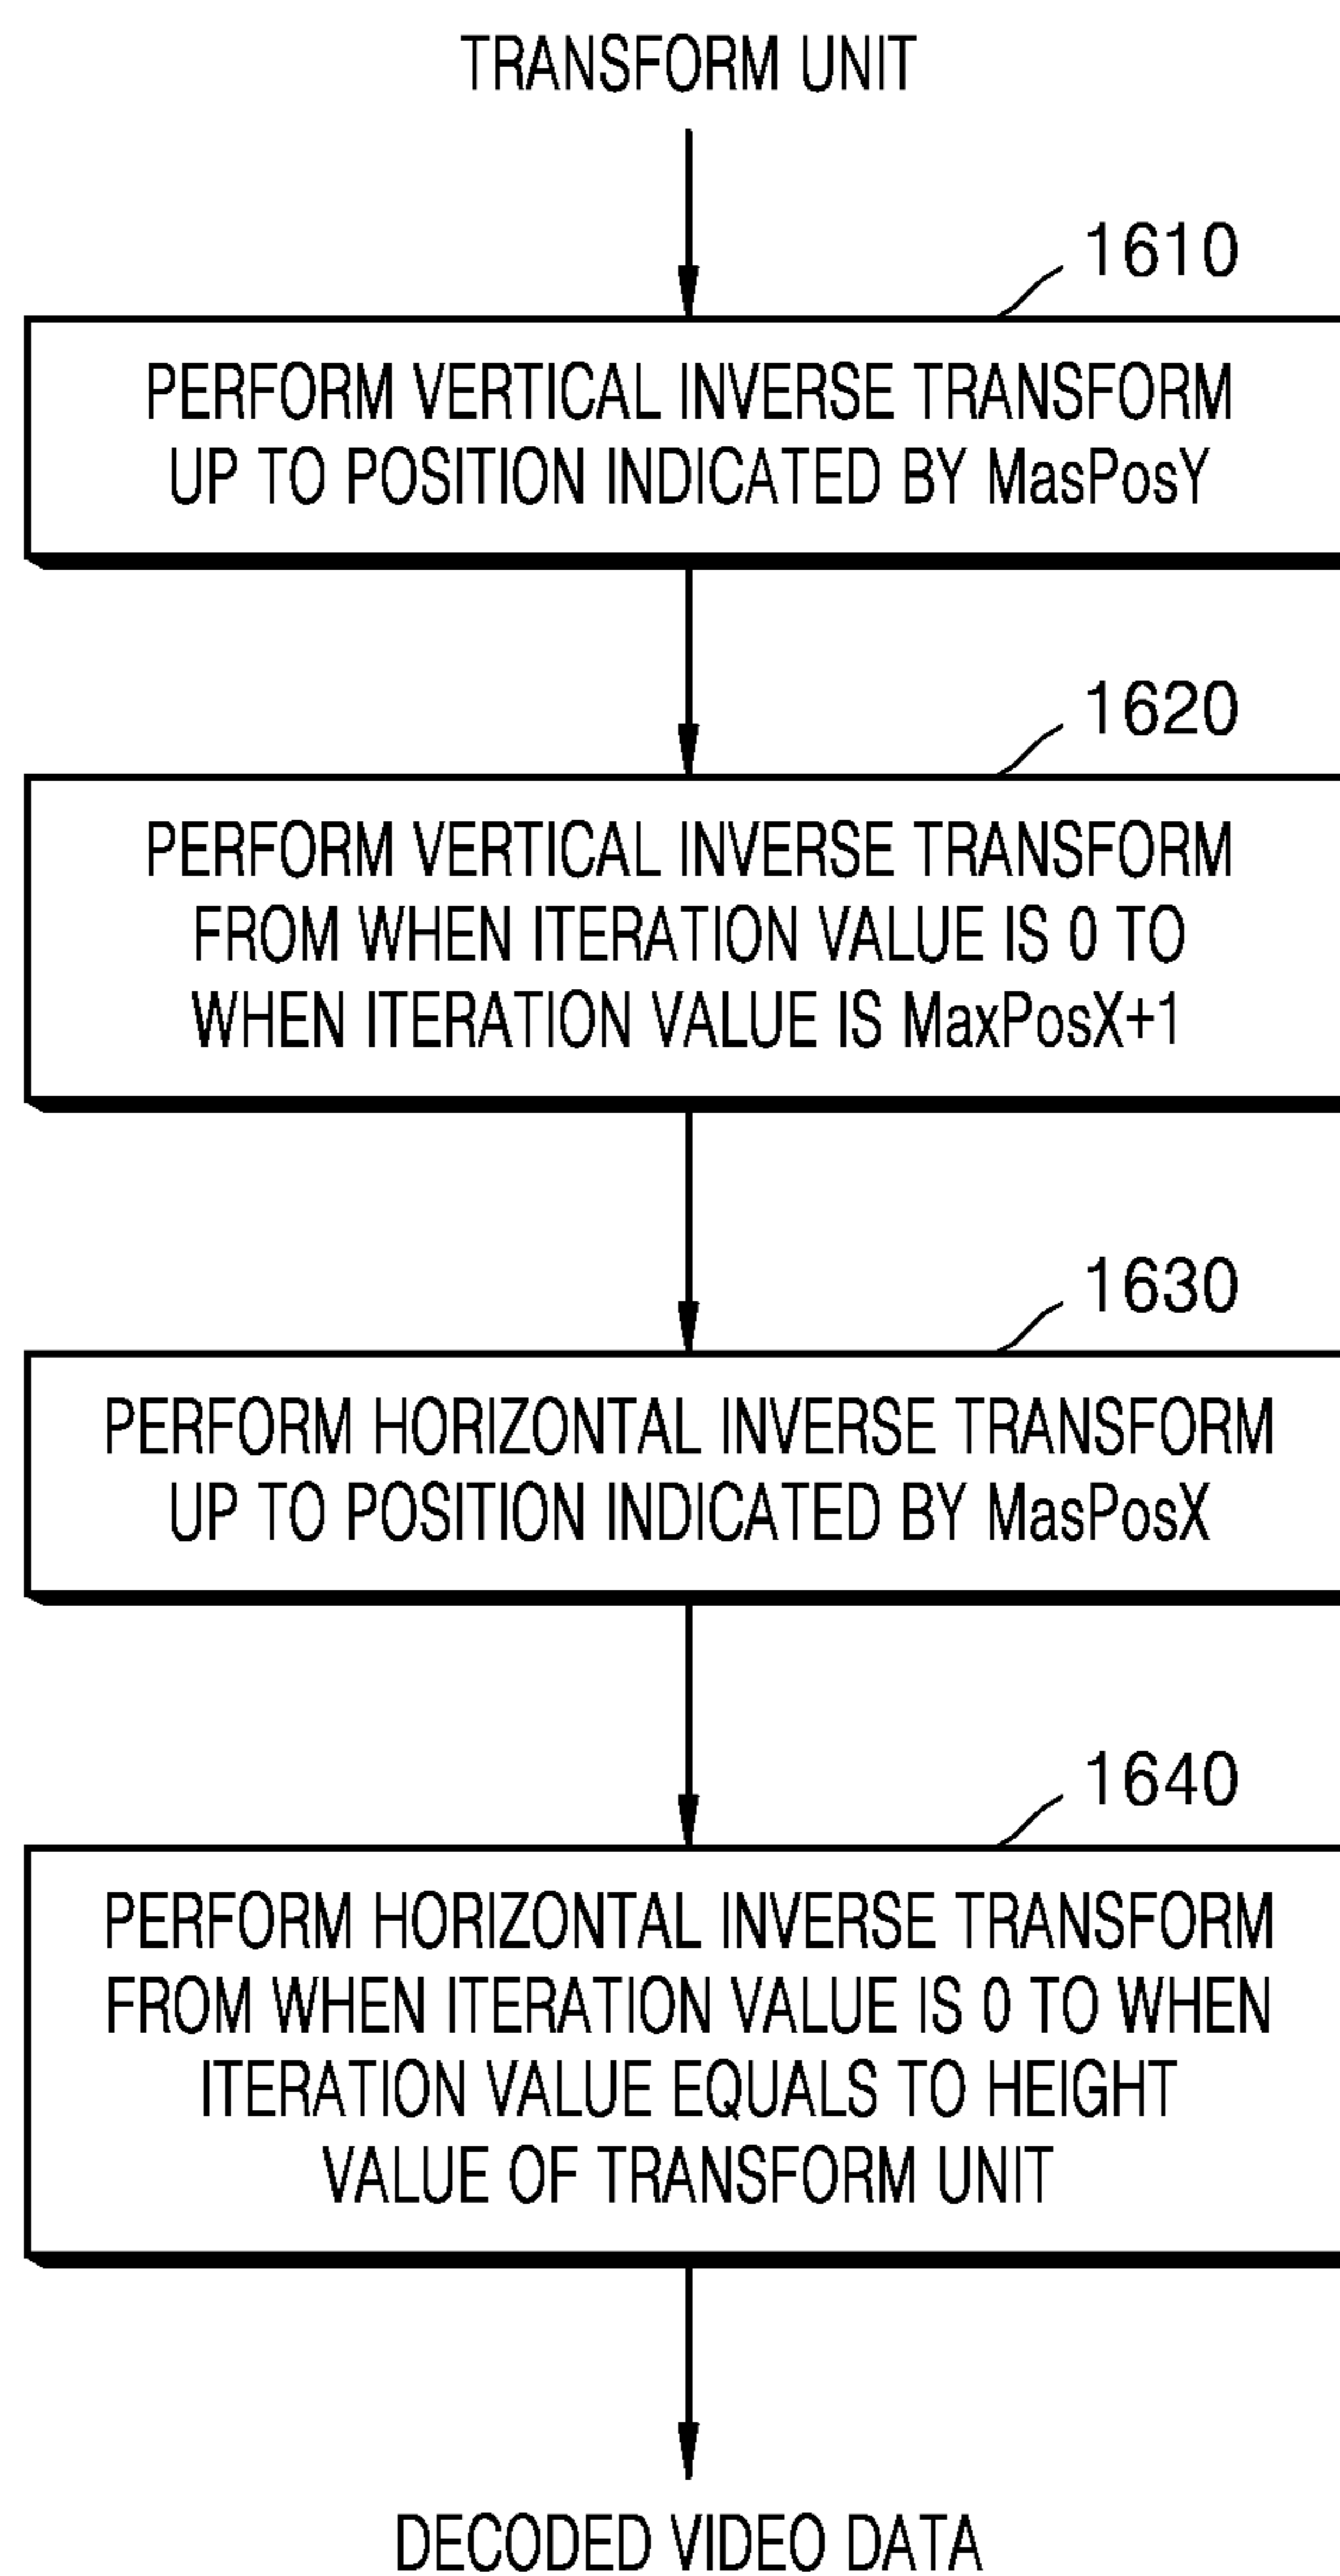 TRANSFORM UNIT
1610
PERFORM VERTICAL INVERSE TRANSFORM
UP TO POSITION INDICATED BY MasPosY
1620
PERFORM VERTICAL INVERSE TRANSFORM
FROM WHEN ITERATION VALUE IS 0 TO
WHEN ITERATION VALUE IS MaxPosX+1
1630
PERFORM HORIZONTAL INVERSE TRANSFORM
UP TO POSITION INDICATED BY MasPosX
1640
PERFORM HORIZONTAL INVERSE TRANSFORM
FROM WHEN ITERATION VALUE IS 0 TO WHEN
ITERATION VALUE EQUALS TO HEIGHT
VALUE OF TRANSFORM UNIT
DECODED VIDEO DATA